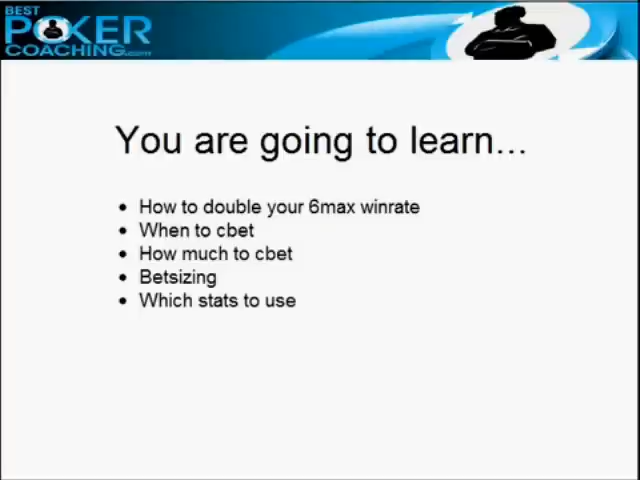 BEST
POKER
COACHING.com
You are going to learn...
• How to double your 6max winrate
• When to cbet
• How much to cbet
• Betsizing
• Which stats to use